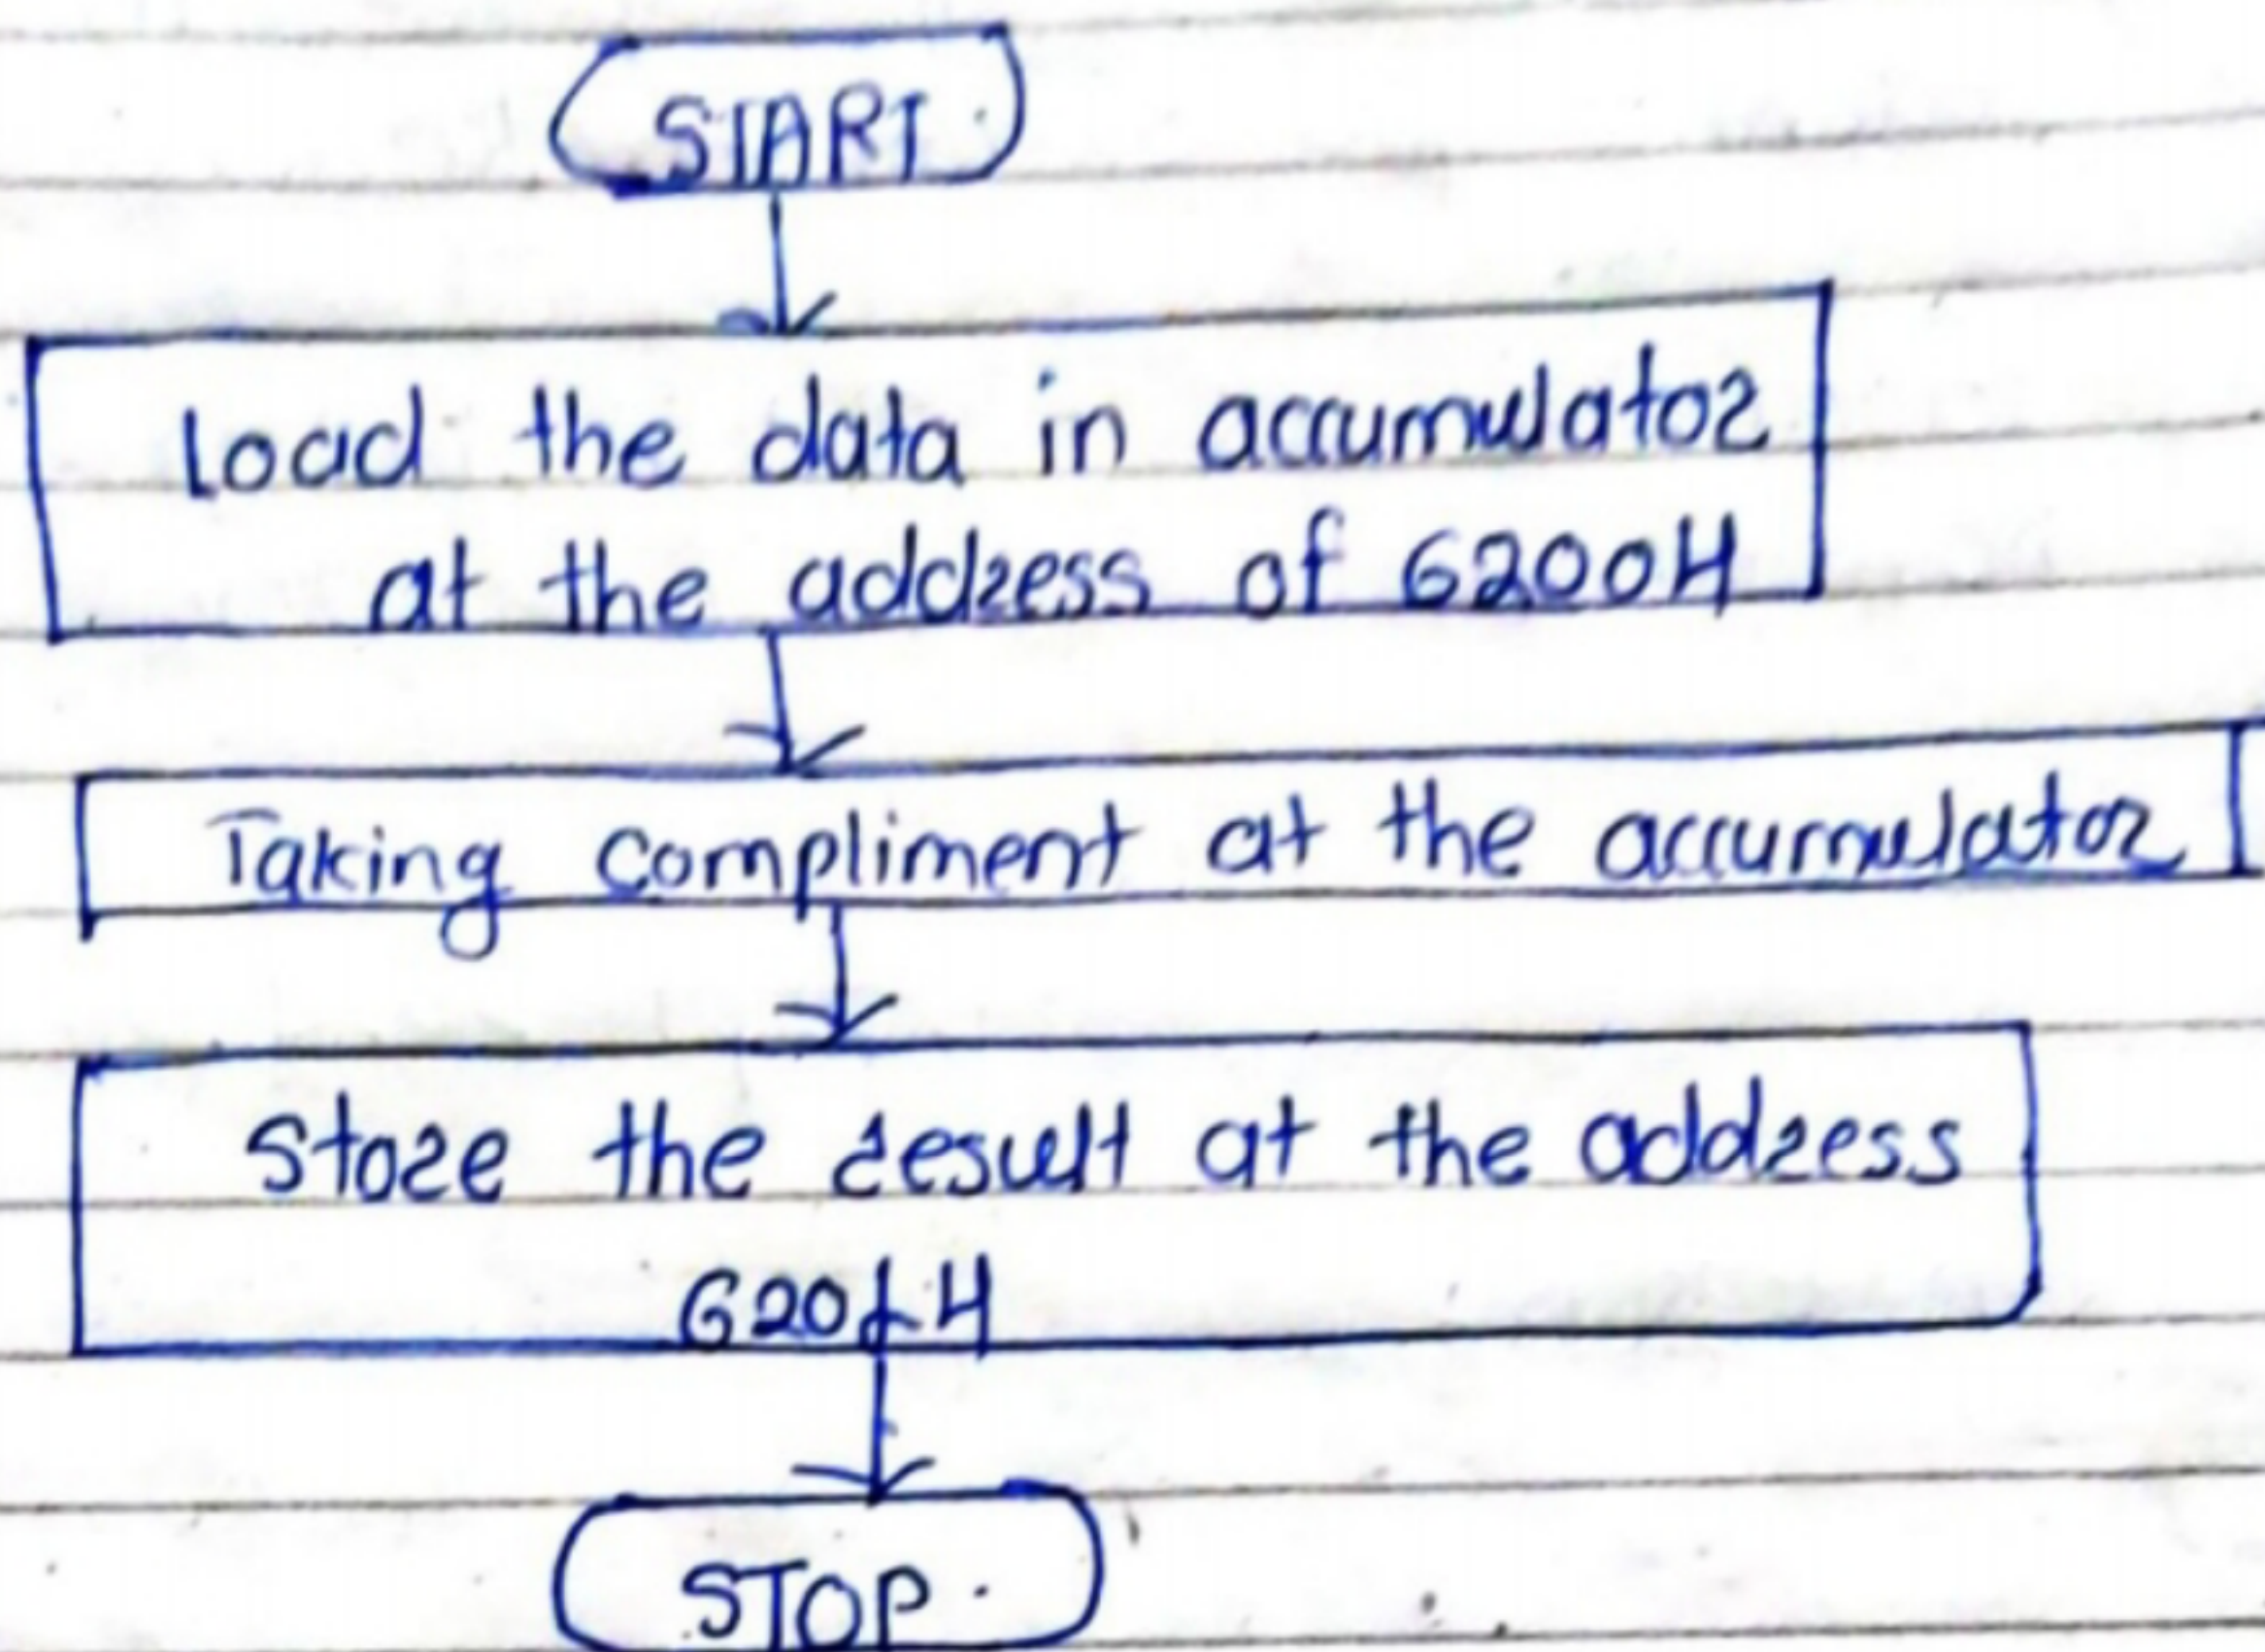 START.
Load the data in accumulator
at the address of 6200H
Taking compliment at the accumulator
Store the result at the address
6201H
STOP.